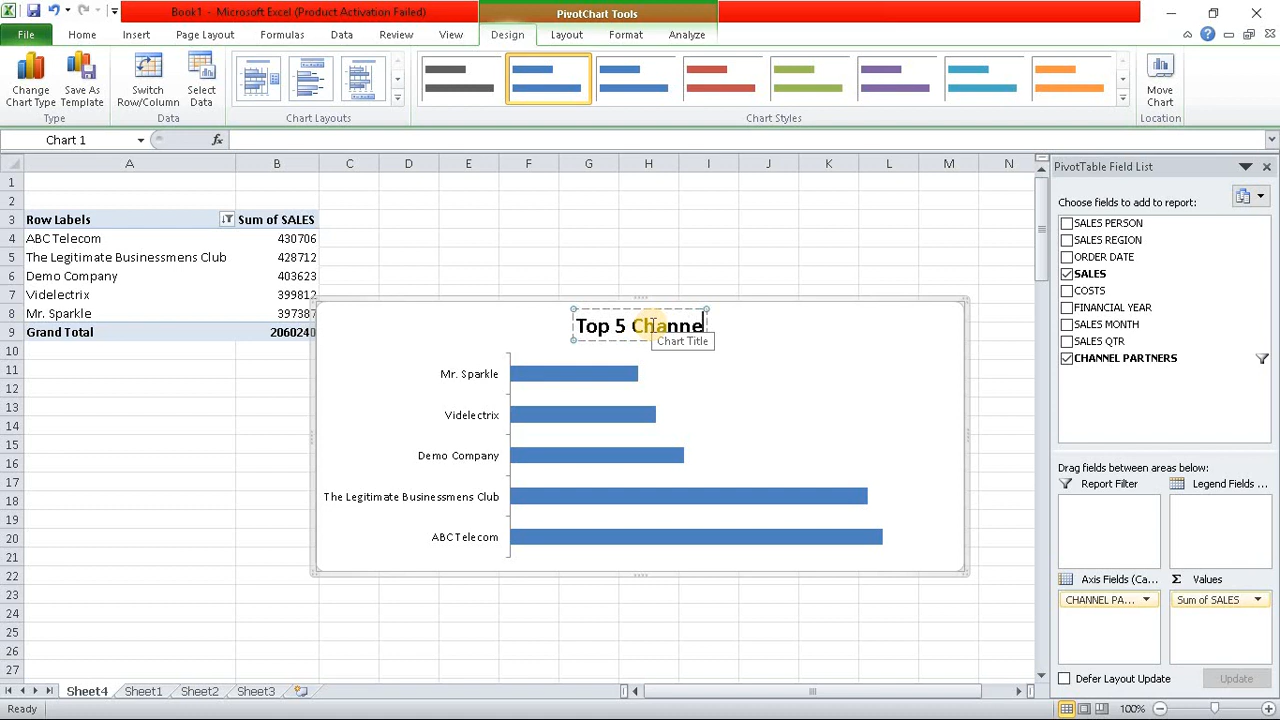 Book1 - Microsoft Excel (Product Activation Failed)
PivotChart Tools
File Home Insert Page Layout Formulas Data Review View Design Layout Format Analyze
Change Chart Type
Save As Template
Switch Row/Column
Select Data
Move Chart
Type Data Chart Layouts Chart Styles Location
Chart 1 fx
A B C D E F G H I J K L M N
1
2
3 Row Labels Sum of SALES
4 ABC Telecom 430706
5 The Legitimate Businessmens Club 428712
6 Demo Company 403623
7 Videlectrix 399812
8 Mr. Sparkle 397387
9 Grand Total 2060240
10
11
12
13
14
15
16
17
18
19
20
21
22
23
24
25
26
27
Top 5 Channe
Chart Title
Mr. Sparkle
Videlectrix
Demo Company
The Legitimate Businessmens Club
ABC Telecom
PivotTable Field List
Choose fields to add to report:
SALES PERSON
SALES REGION
ORDER DATE
SALES
COSTS
FINANCIAL YEAR
SALES MONTH
SALES QTR
CHANNEL PARTNERS
Drag fields between areas below:
Report Filter Legend Fields ...
Axis Fields (Ca... Σ Values
CHANNEL PA... Sum of SALES
Defer Layout Update Update
Sheet4 Sheet1 Sheet2 Sheet3
Ready 100%